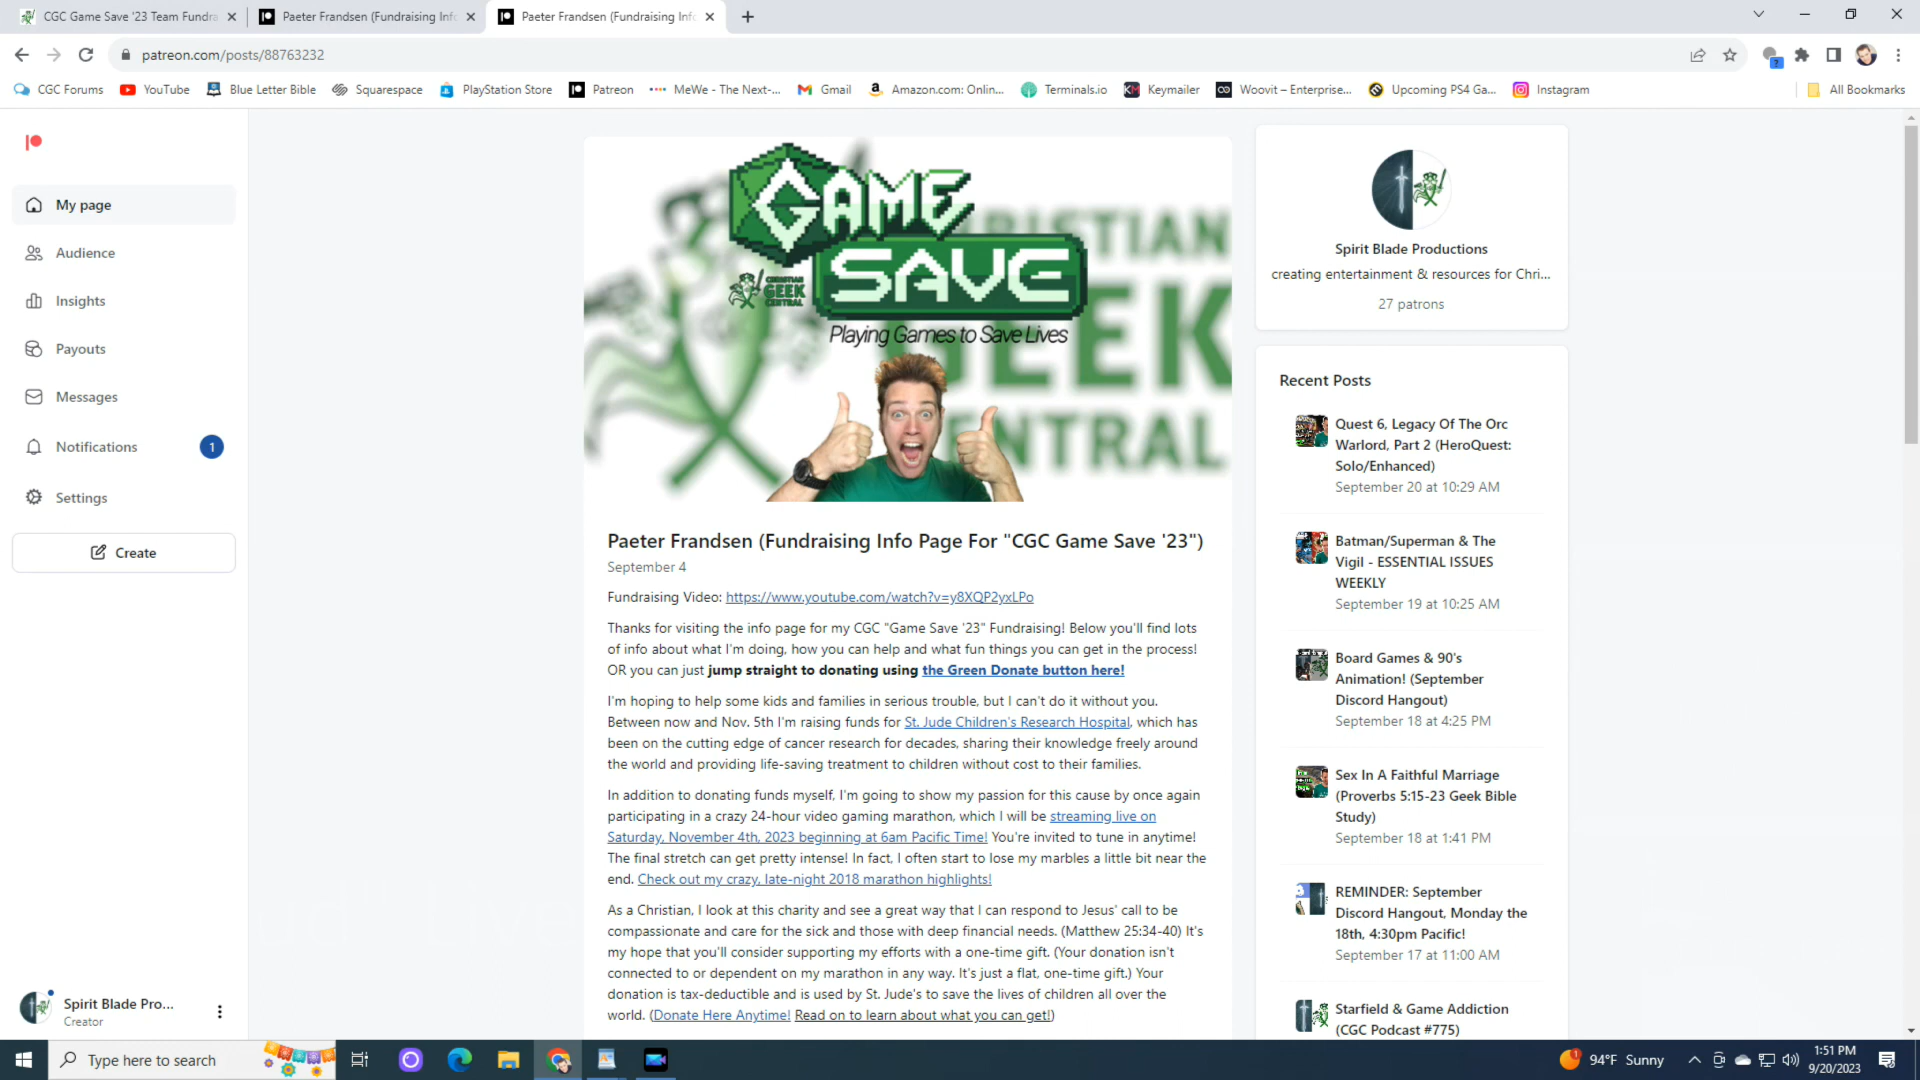 CGC Game Save '23 Team Fundra
Paeter Frandsen (Fundraising Info
Paeter Frandsen (Fundraising Info
patreon.com/posts/88763232
CGC Forums
YouTube
Blue Letter Bible
Squarespace
PlayStation Store
Patreon
MeWe - The Next-...
Gmail
Amazon.com: Onlin...
Terminals.io
Keymailer
Woovit – Enterprise...
Upcoming PS4 Ga...
Instagram
All Bookmarks
My page
Audience
Insights
Payouts
Messages
Notifications
1
Settings
Create
Spirit Blade Pro...
Creator
GAME
SAVE
CHRISTIAN
GEEK
CENTRAL
Playing Games to Save Lives
RISTIAN
GEEK
CENTRAL
Paeter Frandsen (Fundraising Info Page For "CGC Game Save '23")
September 4
Fundraising Video: https://www.youtube.com/watch?v=y8XQP2yxLPo
Thanks for visiting the info page for my CGC "Game Save '23" Fundraising! Below you'll find lots
of info about what I'm doing, how you can help and what fun things you can get in the process!
OR you can just jump straight to donating using the Green Donate button here!
I'm hoping to help some kids and families in serious trouble, but I can't do it without you.
Between now and Nov. 5th I'm raising funds for St. Jude Children's Research Hospital, which has
been on the cutting edge of cancer research for decades, sharing their knowledge freely around
the world and providing life-saving treatment to children without cost to their families.
In addition to donating funds myself, I'm going to show my passion for this cause by once again
participating in a crazy 24-hour video gaming marathon, which I will be streaming live on
Saturday, November 4th, 2023 beginning at 6am Pacific Time! You're invited to tune in anytime!
The final stretch can get pretty intense! In fact, I often start to lose my marbles a little bit near the
end. Check out my crazy, late-night 2018 marathon highlights!
As a Christian, I look at this charity and see a great way that I can respond to Jesus' call to be
compassionate and care for the sick and those with deep financial needs. (Matthew 25:34-40) It's
my hope that you'll consider supporting my efforts with a one-time gift. (Your donation isn't
connected to or dependent on my marathon in any way. It's just a flat, one-time gift.) Your
donation is tax-deductible and is used by St. Jude's to save the lives of children all over the
world. (Donate Here Anytime! Read on to learn about what you can get!)
Spirit Blade Productions
creating entertainment & resources for Chri...
27 patrons
Recent Posts
Quest 6, Legacy Of The Orc
Warlord, Part 2 (HeroQuest:
Solo/Enhanced)
September 20 at 10:29 AM
Batman/Superman & The
Vigil - ESSENTIAL ISSUES
WEEKLY
September 19 at 10:25 AM
Board Games & 90's
Animation! (September
Discord Hangout)
September 18 at 4:25 PM
Sex In A Faithful Marriage
(Proverbs 5:15-23 Geek Bible
Study)
September 18 at 1:41 PM
REMINDER: September
Discord Hangout, Monday the
18th, 4:30pm Pacific!
September 17 at 11:00 AM
Starfield & Game Addiction
(CGC Podcast #775)
Type here to search
94°F Sunny
1:51 PM
9/20/2023